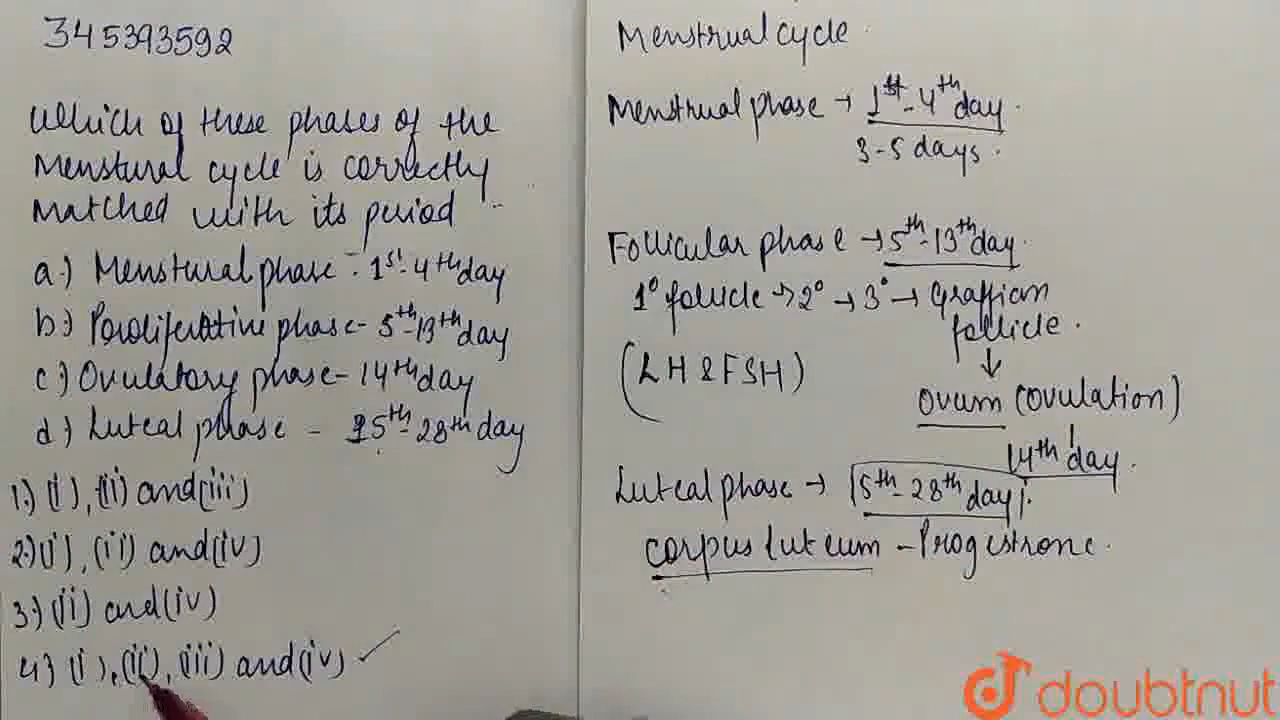 345393592
Which of these phases of the
Menstural cycle is correctly
Matched with its period
a.) Menstural phase - 1st-4th day
b.) Poroliferative phase - 5th-13th day
c.) Ovulatory phase - 14th day
d.) Luteal phase - 15th-28th day
1.) (i), (ii) and (iii)
2.) (i), (ii) and (iv)
3.) (ii) and (iv)
4.) (i), (ii), (iii) and (iv) ✓
Menstrual cycle.
Menstrual phase → 1st-4th day.
3-5 days.
Follicular phase → 5th-13th day.
1° follicle → 2° → 3° → Graffian
follicle.
↓
(LH & FSH)
ovum (ovulation)
14th day.
Luteal phase → 15th-28th day.
corpus luteum - Progestrone.
doubtnut